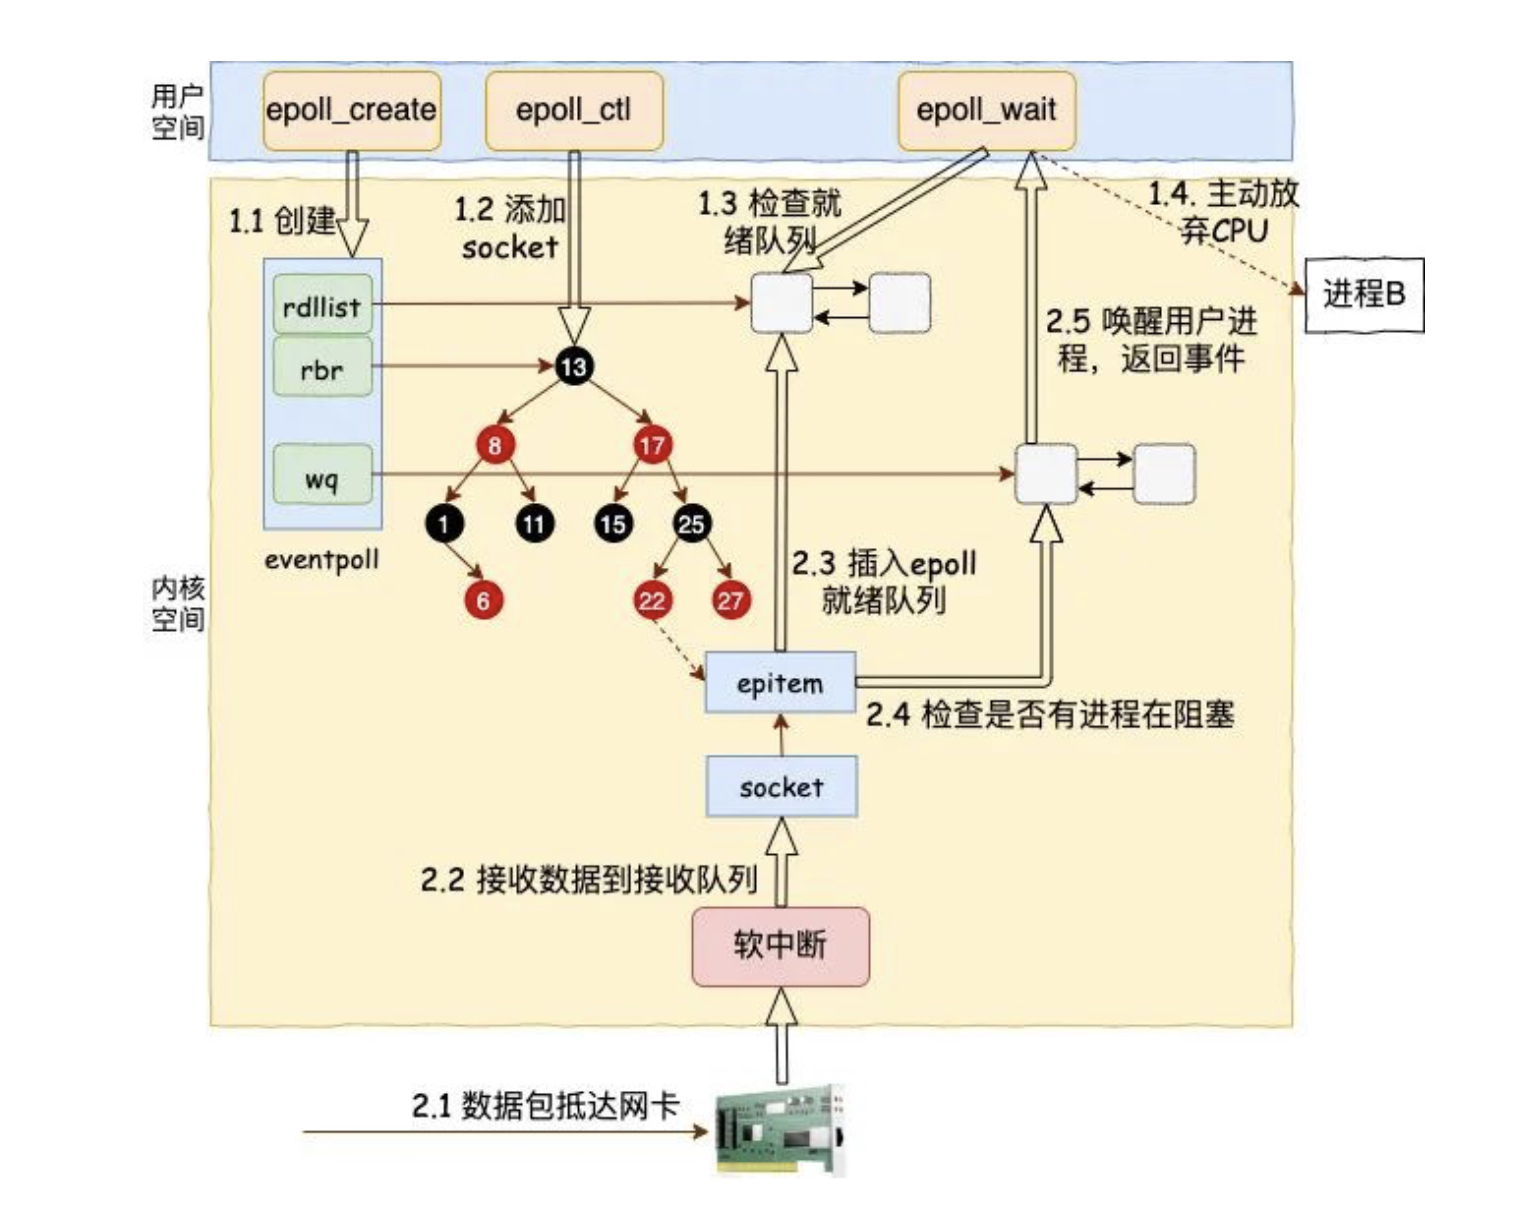 用户
空间
epoll_create
epoll_ctl
epoll_wait
1.1 创建
1.2 添加
socket
1.3 检查就
绪队列
1.4. 主动放
弃CPU
进程B
rdllist
rbr
wq
eventpoll
13
8
17
1
11
15
25
6
22
27
2.5 唤醒用户进
程，返回事件
内核
空间
2.3 插入epoll
就绪队列
epitem
2.4 检查是否有进程在阻塞
socket
2.2 接收数据到接收队列
软中断
2.1 数据包抵达网卡